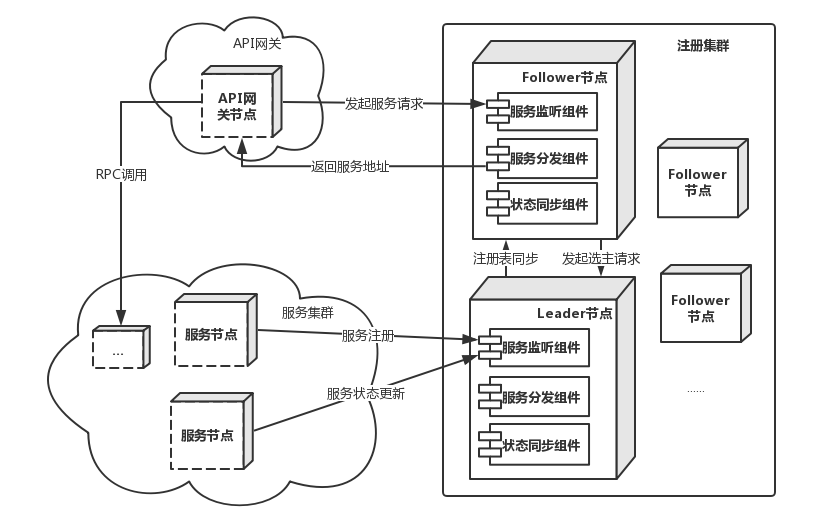 API网关
API网
关节点
RPC调用
发起服务请求
返回服务地址
注册集群
Follower节点
服务监听组件
服务分发组件
状态同步组件
Follower
节点
注册表同步
发起选主请求
Follower
节点
......
Leader节点
服务监听组件
服务分发组件
状态同步组件
服务集群
服务节点
...
服务节点
服务注册
服务状态更新